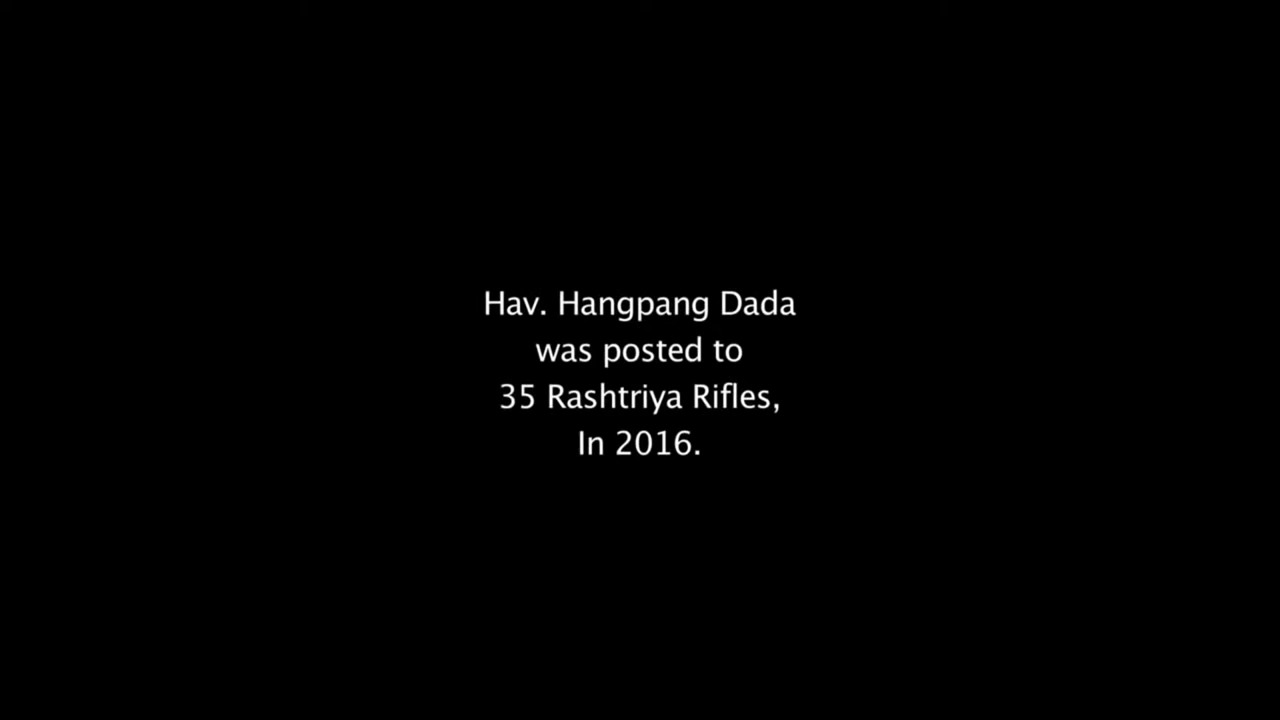 Hav. Hangpang Dada
was posted to
35 Rashtriya Rifles,
In 2016.